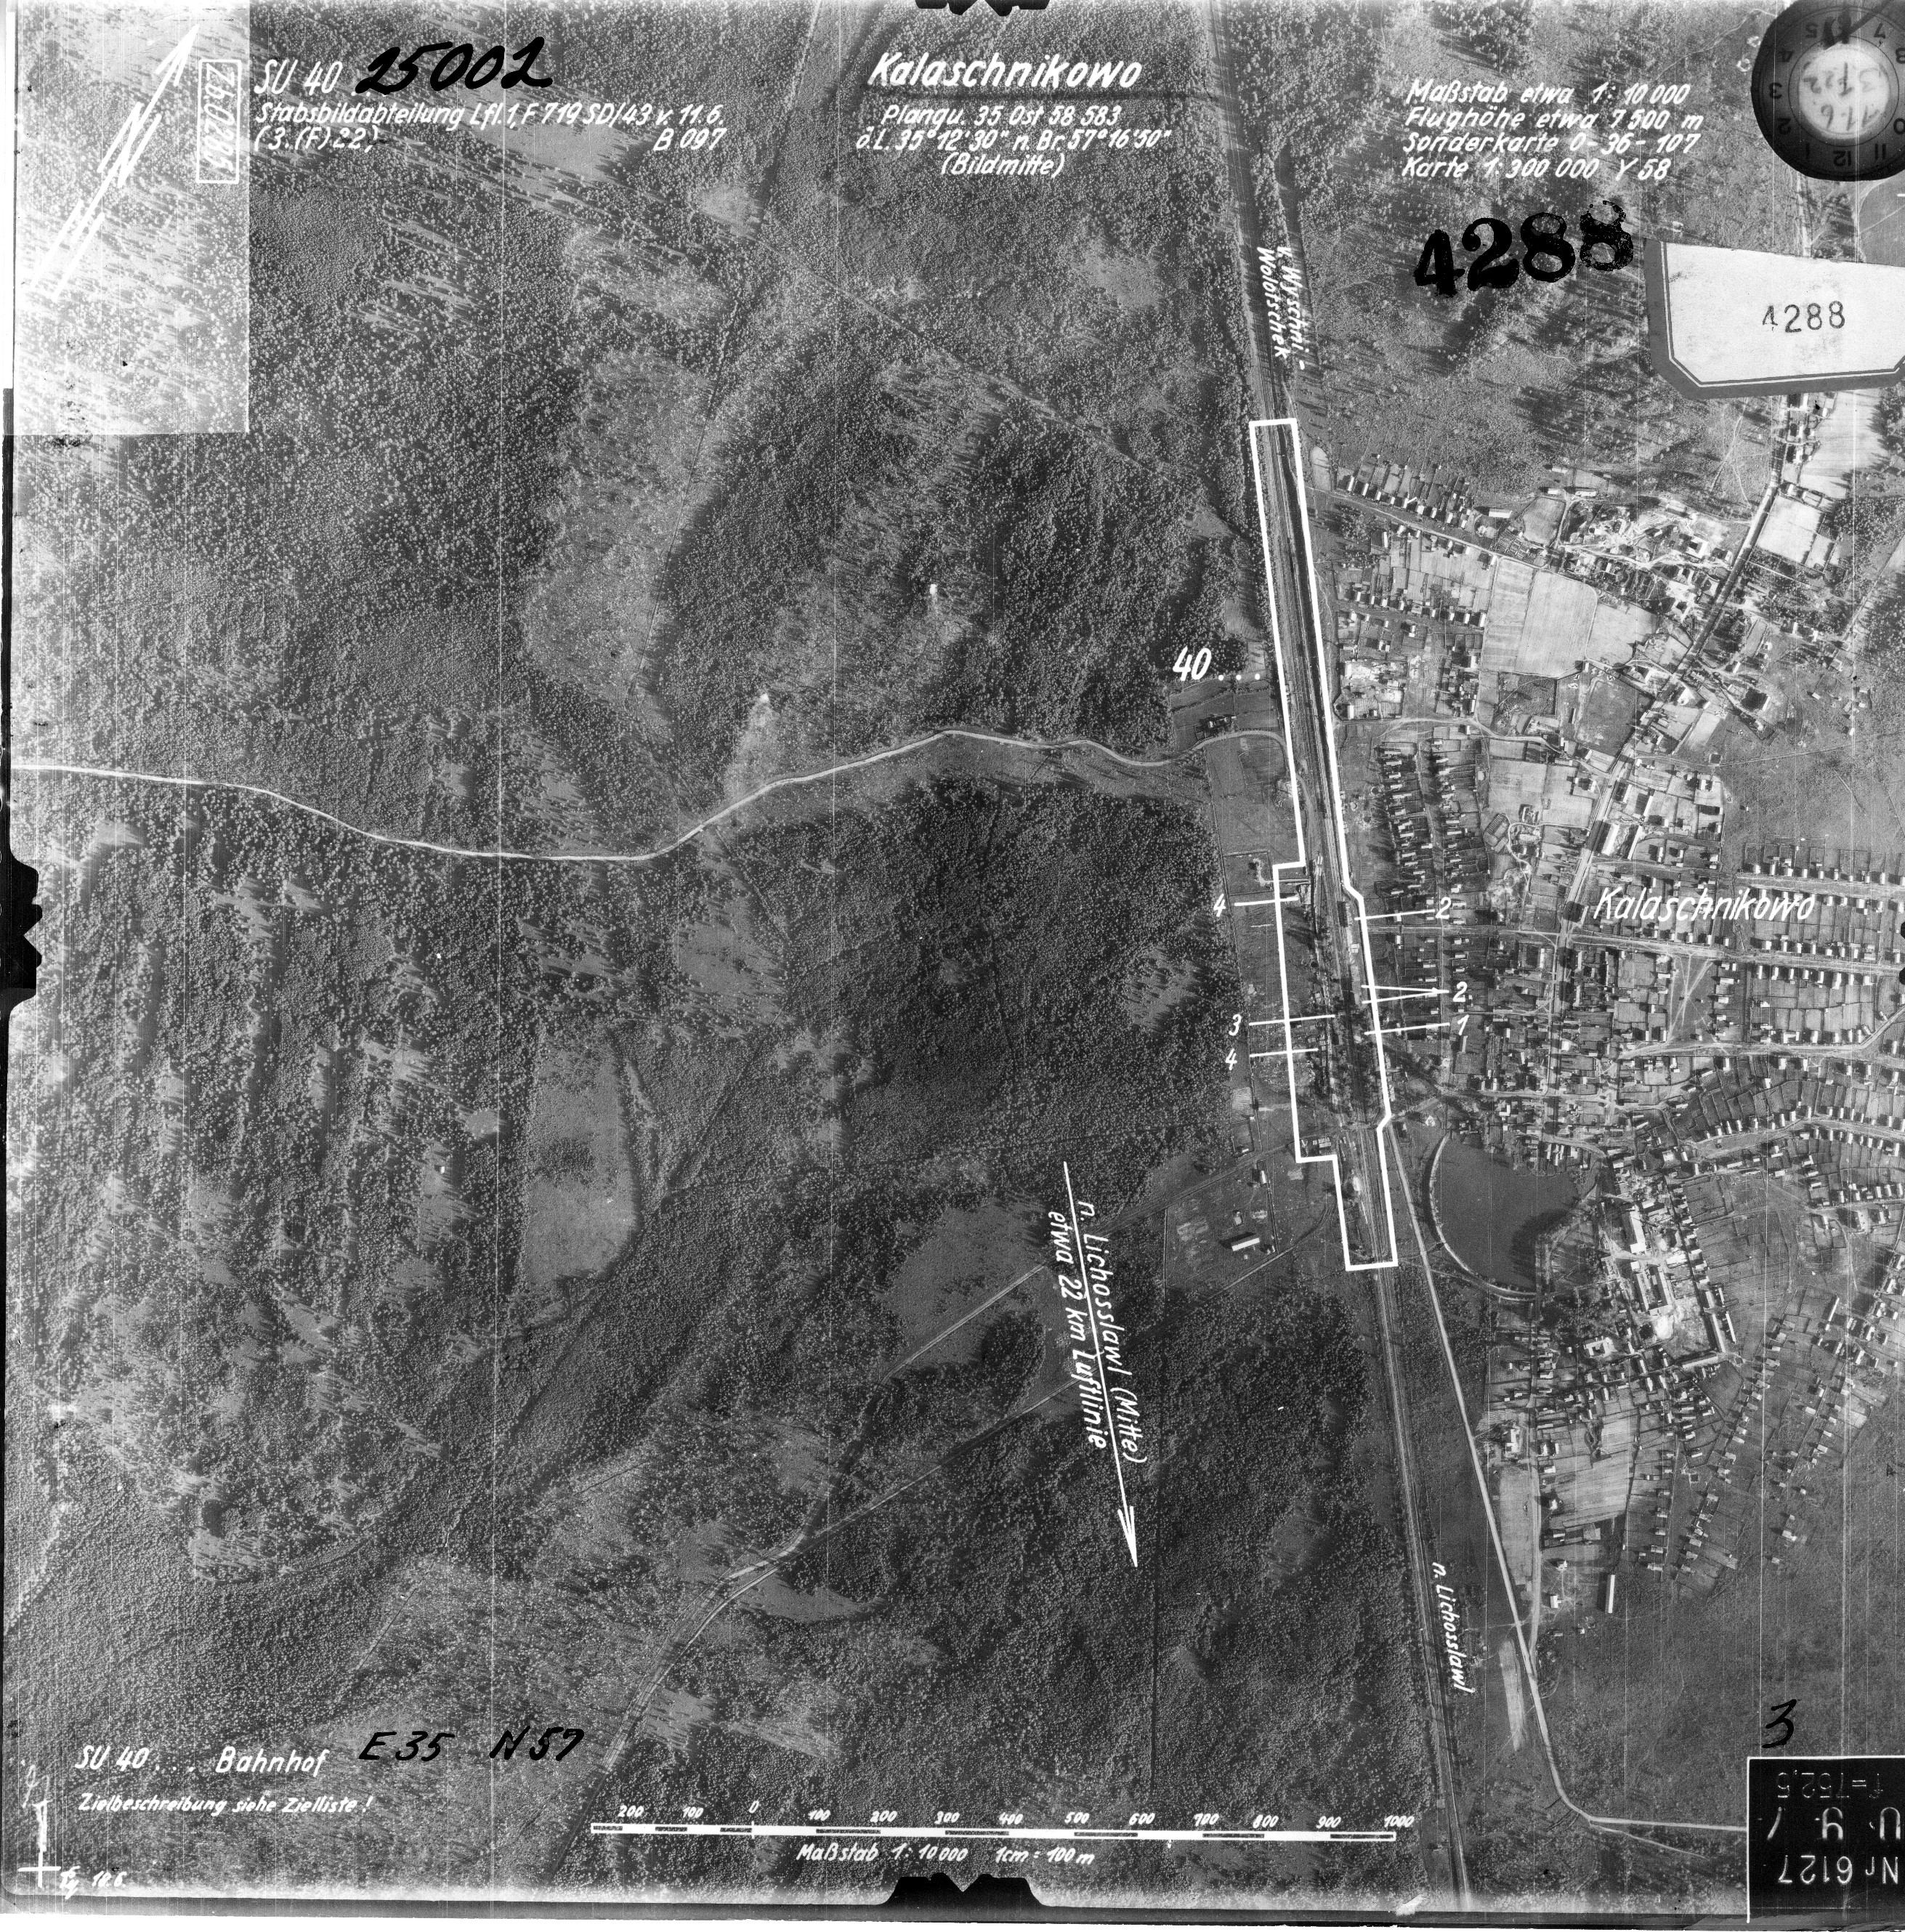 SU 40 . . . 25002
Stabsbildabteilung Lfl.1, F 719 SD/43 v. 11.6.
(3.(F) 22)
B 097
Kalaschnikowo
Planqu. 35 Ost 58 583
ö.L. 35°12'30" n.Br. 57°16'50"
(Bildmitte)
Maßstab etwa 1:10 000
Flughöhe etwa 7 500 m
Sonderkarte 0-36-107
Karte 1:300 000 Y 58
4288
4288
v. Wyschni-
Wolotschek
40 . . .
Kalaschnikowo
4
2
2
3
1
4
n. Lichosslawl (Mitte)
etwa 22 km Luftlinie
n. Lichosslawl
SU 40 . . . Bahnhof
E35 N57
Zielbeschreibung siehe Zielliste!
200 100 0 100 200 300 400 500 600 700 800 900 1000
Maßstab 1:10 000 1cm = 100 m
3
f=752,5
Nr 6127